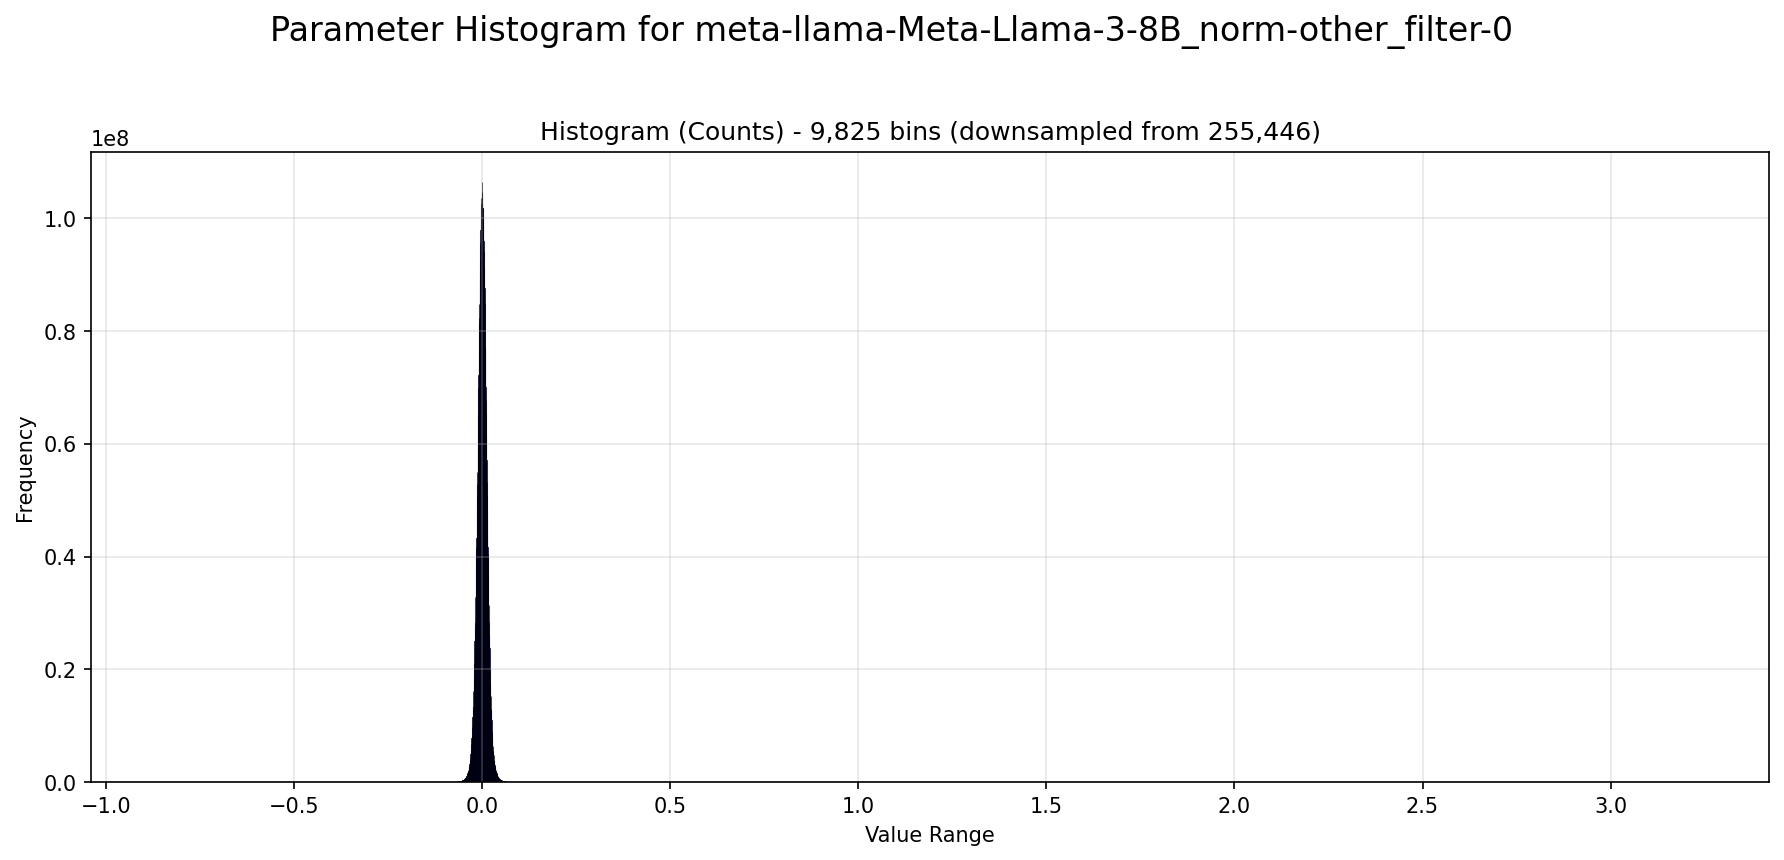 Parameter Histogram for meta-llama-Meta-Llama-3-8B_norm-other_filter-0
Histogram (Counts) - 9,825 bins (downsampled from 255,446)
1e8
1.0
0.8
0.6
0.4
0.2
0.0
Frequency
−1.0 −0.5 0.0 0.5 1.0 1.5 2.0 2.5 3.0
Value Range